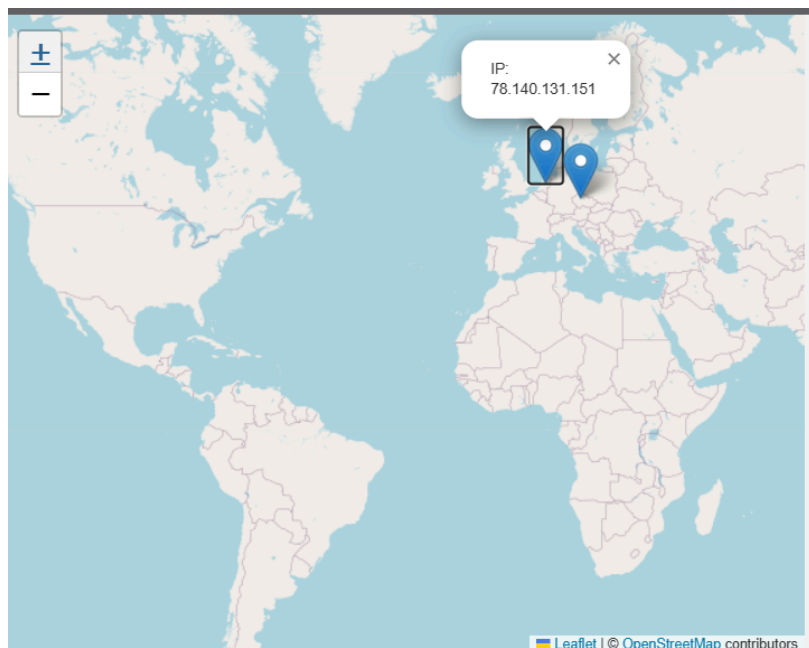 +
−
IP:
78.140.131.151
×
Leaflet | © OpenStreetMap contributors